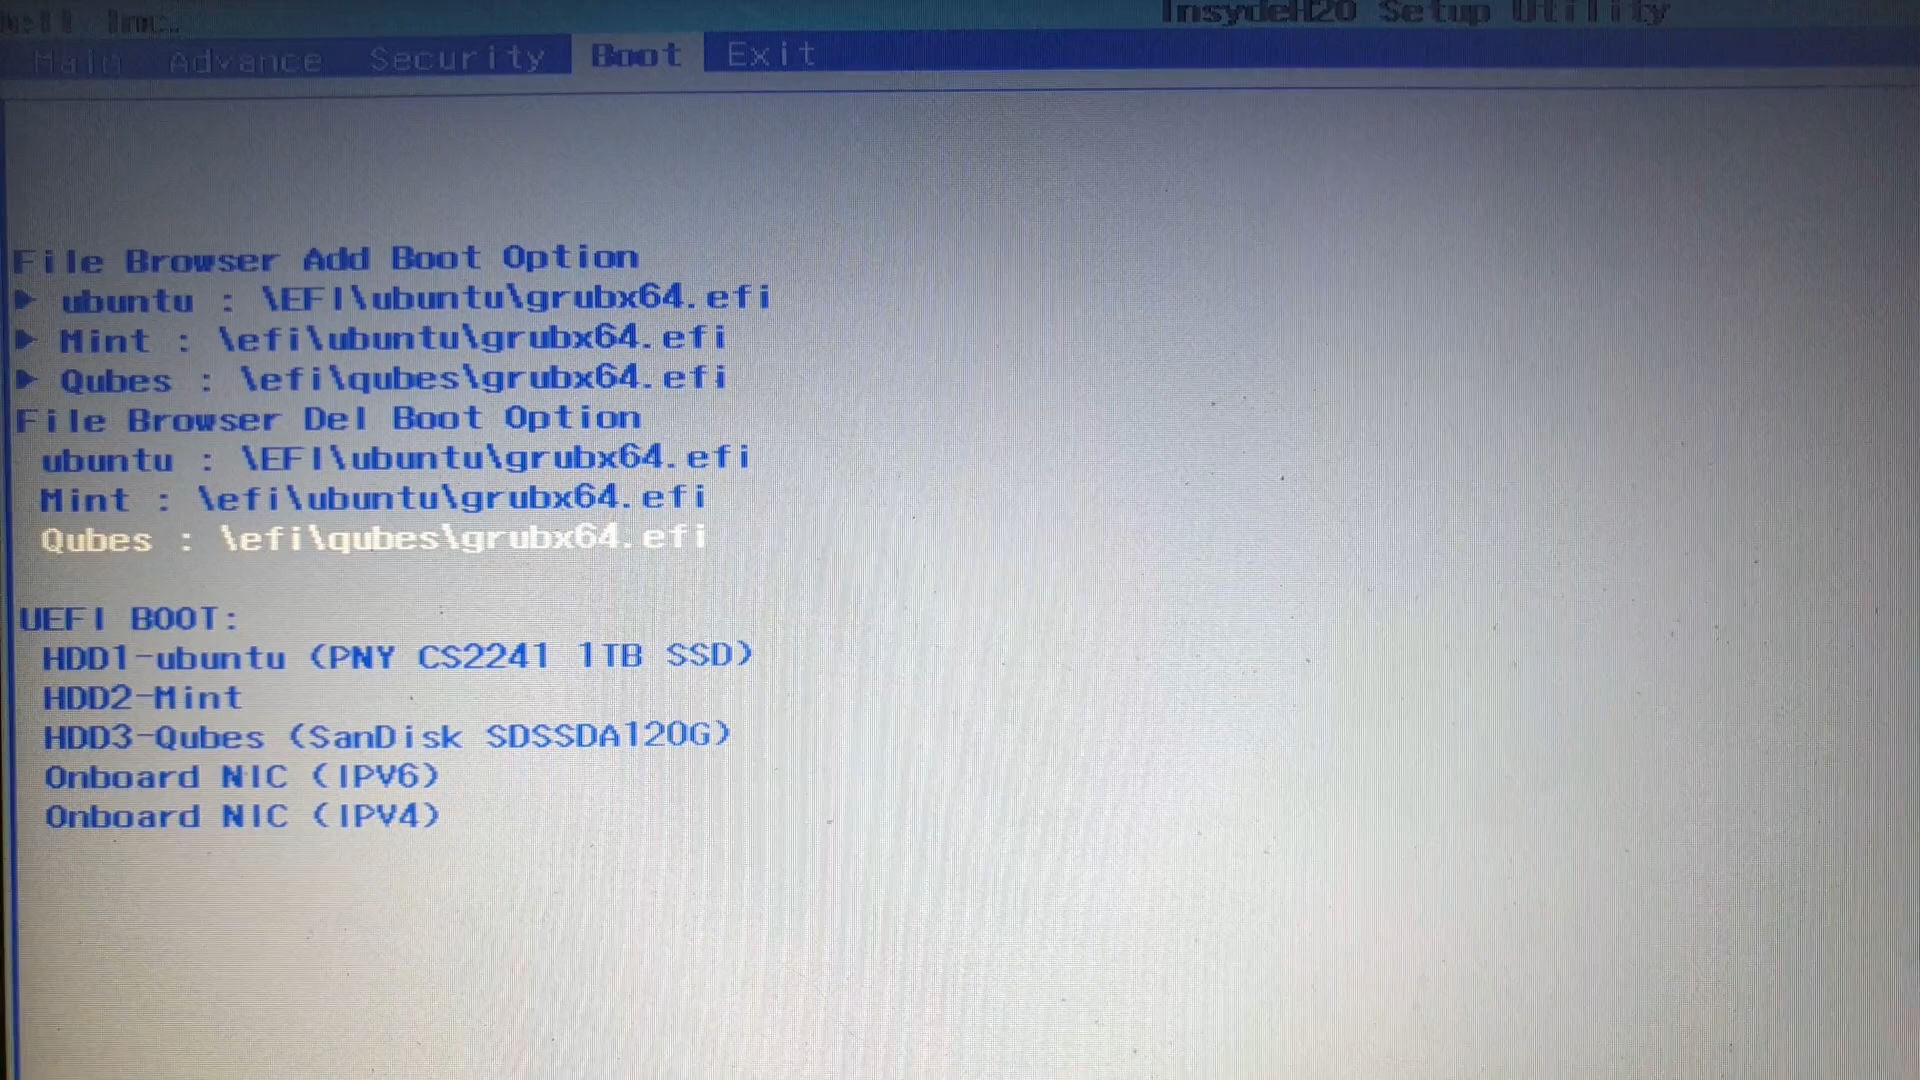 Dell Inc.
InsydeH20 Setup Utility
Main Advance Security Boot Exit
File Browser Add Boot Option
ubuntu : \EFI\ubuntu\grubx64.efi
Mint : \efi\ubuntu\grubx64.efi
Qubes : \efi\qubes\grubx64.efi
File Browser Del Boot Option
ubuntu : \EFI\ubuntu\grubx64.efi
Mint : \efi\ubuntu\grubx64.efi
Qubes : \efi\qubes\grubx64.efi
UEFI BOOT:
HDD1-ubuntu (PNY CS2241 1TB SSD)
HDD2-Mint
HDD3-Qubes (SanDisk SDSSDA120G)
Onboard NIC (IPV6)
Onboard NIC (IPV4)